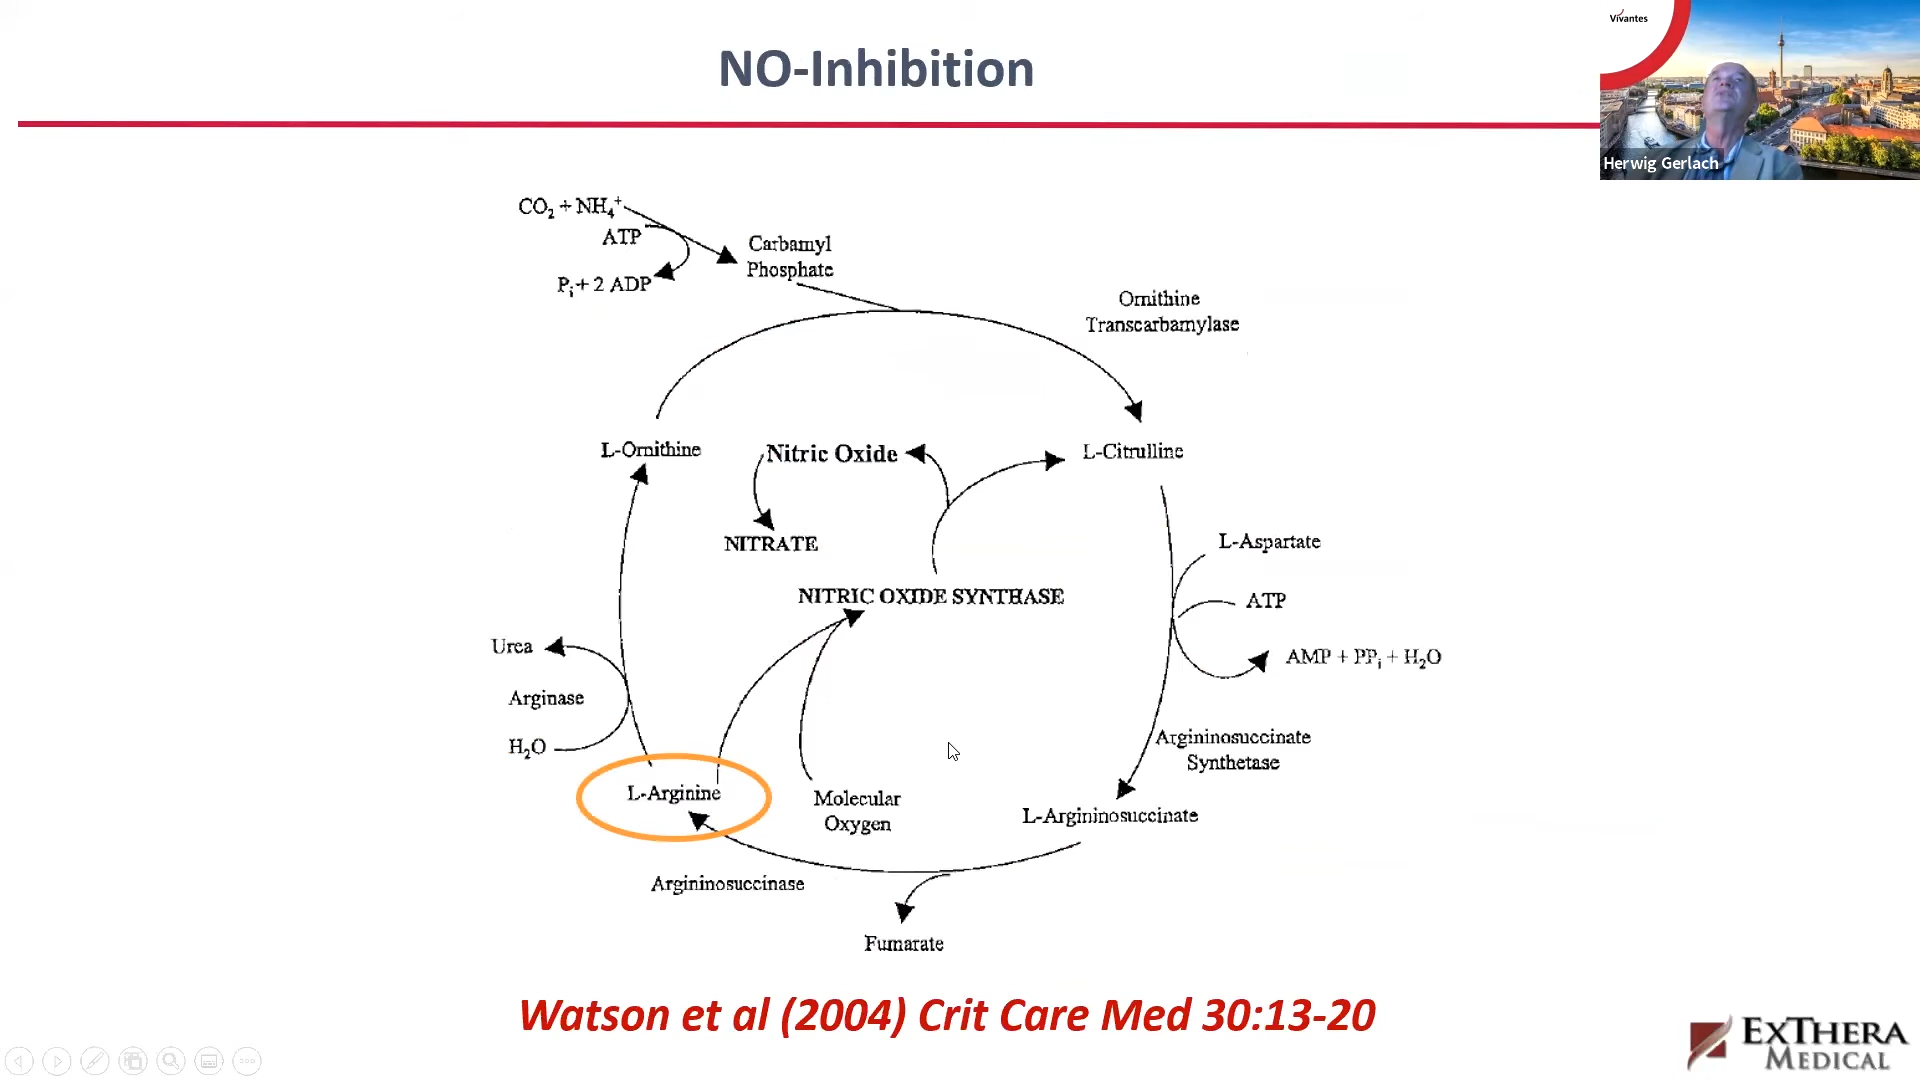 NO-Inhibition
Vivantes
Herwig Gerlach
CO₂ + NH₄⁺
ATP
Pᵢ + 2 ADP
Carbamyl
Phosphate
Ornithine
Transcarbamylase
L-Ornithine
Nitric Oxide
L-Citrulline
NITRATE
L-Aspartate
NITRIC OXIDE SYNTHASE
ATP
Urea
AMP + PPᵢ + H₂O
Arginase
H₂O
Argininosuccinate
Synthetase
L-Arginine
Molecular
Oxygen
L-Argininosuccinate
Argininosuccinase
Fumarate
Watson et al (2004) Crit Care Med 30:13-20
EXTHERA
MEDICAL